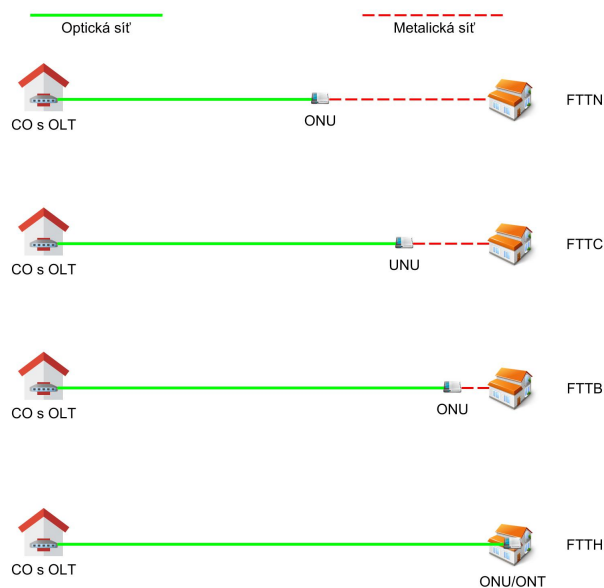 Optická síť
Metalická síť
CO s OLT
ONU
FTTN
CO s OLT
UNU
FTTC
CO s OLT
ONU
FTTB
CO s OLT
ONU/ONT
FTTH